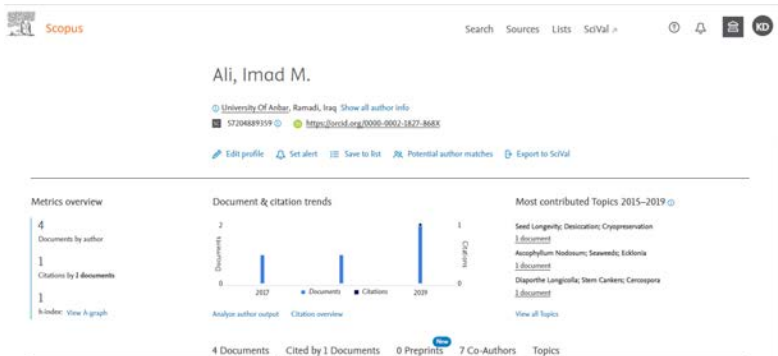 Scopus
Search Sources Lists SciVal
KD
Ali, Imad M.
University Of Anbar, Ramadi, Iraq Show all author info
57204889359 https://orcid.org/0000-0002-1827-868X
Edit profile Set alert Save to list Potential author matches Export to SciVal
Metrics overview
4
Documents by author
1
Citations by 1 documents
1
h-index: View h-graph
Document & citation trends
2
1
Documents
Citations
0
0
2017
2019
Documents Citations
Analyze author output Citation overview
Most contributed Topics 2015–2019
Seed Longevity; Desiccation; Cryopreservation
1 document
Ascophyllum Nodosum; Seaweeds; Ecklonia
1 document
Diaporthe Longicolla; Stem Cankers; Cercospora
1 document
View all Topics
New
4 Documents Cited by 1 Documents 0 Preprints 7 Co-Authors Topics